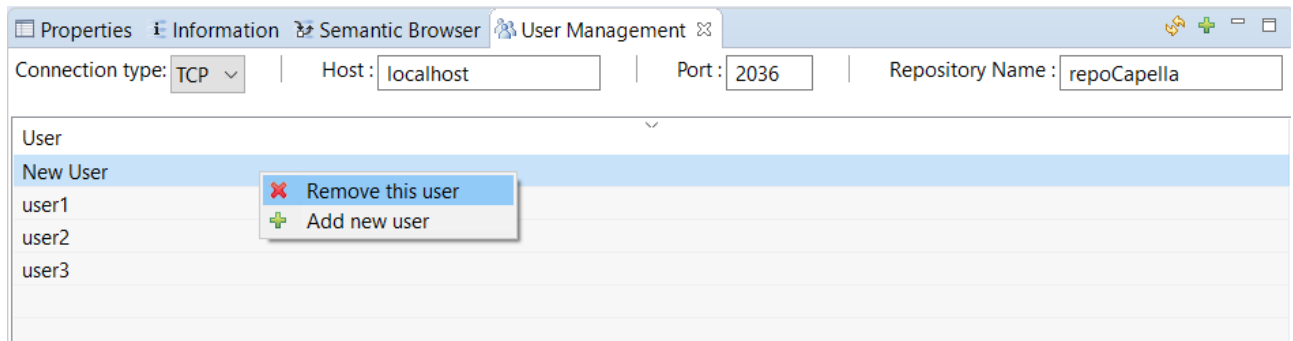 Properties Information Semantic Browser User Management
Connection type: TCP Host : localhost Port : 2036 Repository Name : repoCapella
User
New User
Remove this user
user1
Add new user
user2
user3